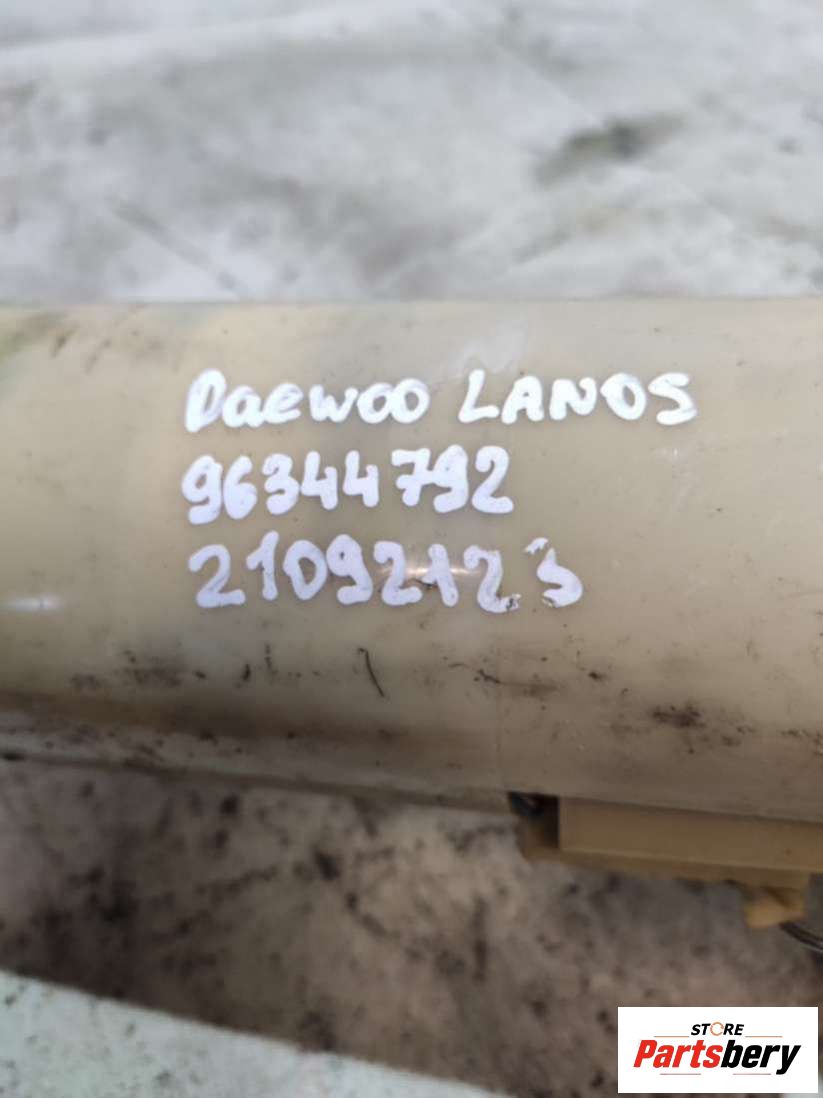 Daewoo LANOS
96344792
21092123
STORE
Partsbery